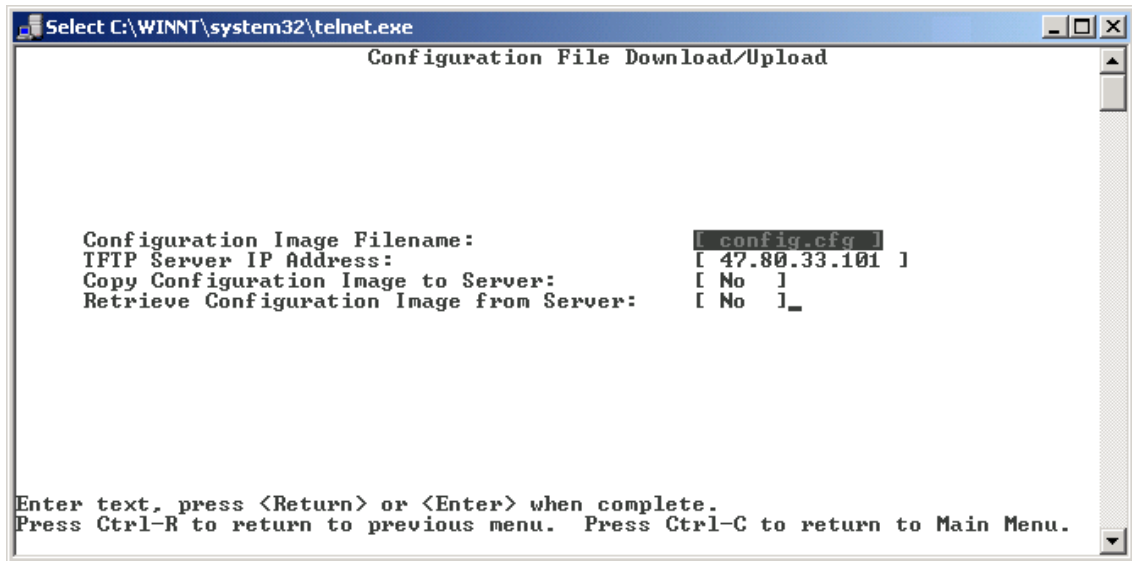 Select C:\WINNT\system32\telnet.exe
Configuration File Download/Upload
Configuration Image Filename: [ config.cfg ]
TFTP Server IP Address: [ 47.80.33.101 ]
Copy Configuration Image to Server: [ No ]
Retrieve Configuration Image from Server: [ No ]_
Enter text, press <Return> or <Enter> when complete.
Press Ctrl-R to return to previous menu. Press Ctrl-C to return to Main Menu.